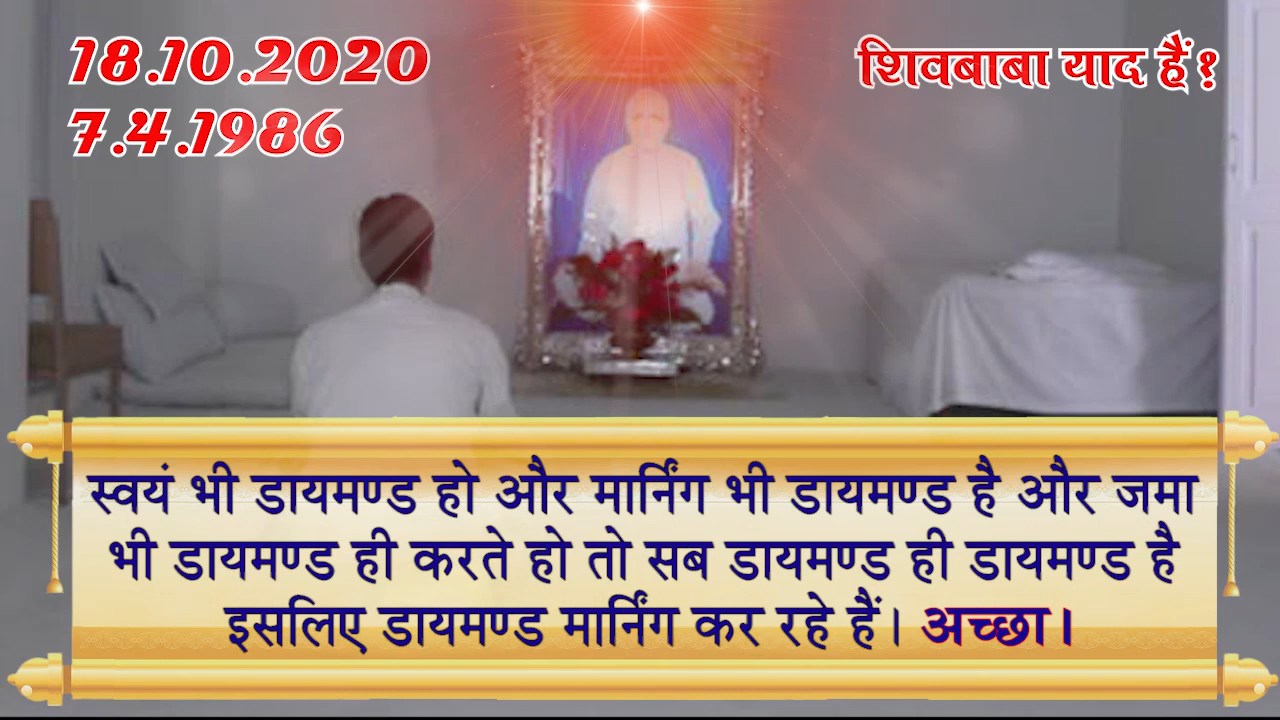 18.10.2020
7.4.1986
शिवबाबा याद हैं?
स्वयं भी डायमण्ड हो और मार्निंग भी डायमण्ड है और जमा
भी डायमण्ड ही करते हो तो सब डायमण्ड ही डायमण्ड है
इसलिए डायमण्ड मार्निंग कर रहे हैं। अच्छा।